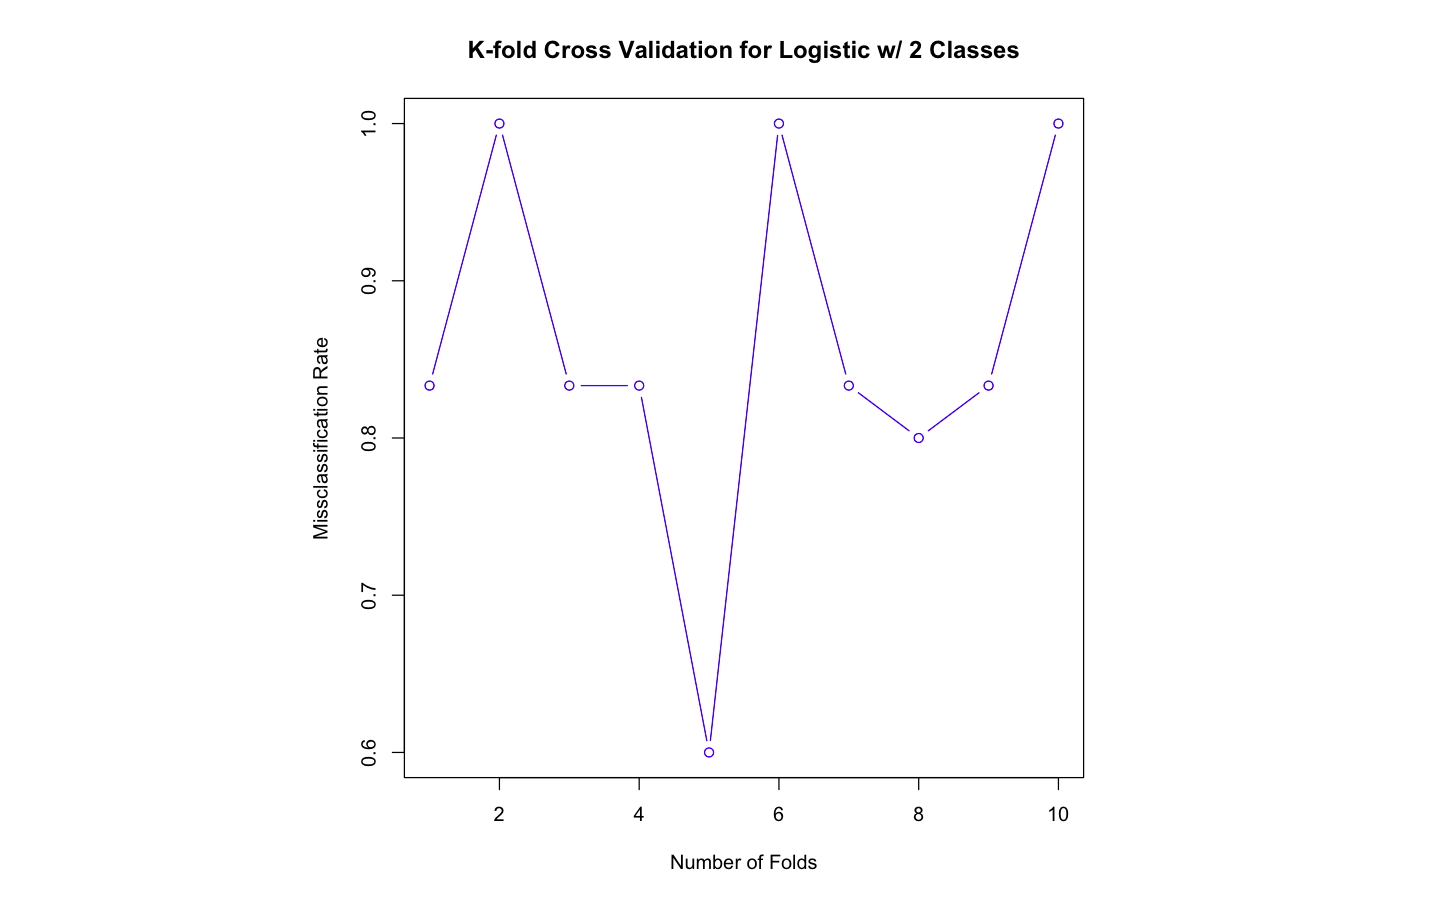 K-fold Cross Validation for Logistic w/ 2 Classes
1.0
0.9
0.8
0.7
0.6
Missclassification Rate
2 4 6 8 10
Number of Folds